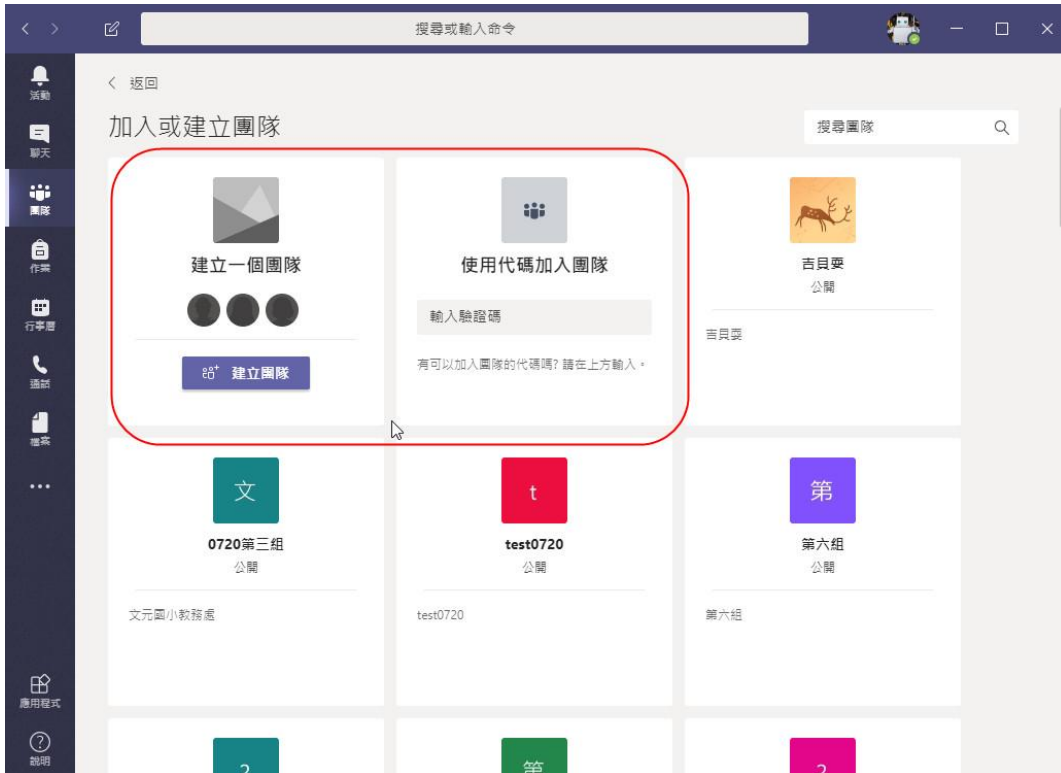 搜尋或輸入命令
活動
聊天
團隊
作業
行事曆
通話
檔案
應用程式
說明
返回
加入或建立團隊
搜尋團隊
建立一個團隊
建立團隊
使用代碼加入團隊
輸入驗證碼
有可以加入團隊的代碼嗎? 請在上方輸入。
吉貝耍
公開
吉貝耍
文
0720第三組
公開
文元國小教務處
t
test0720
公開
test0720
第
第六組
公開
第六組
2
第
2